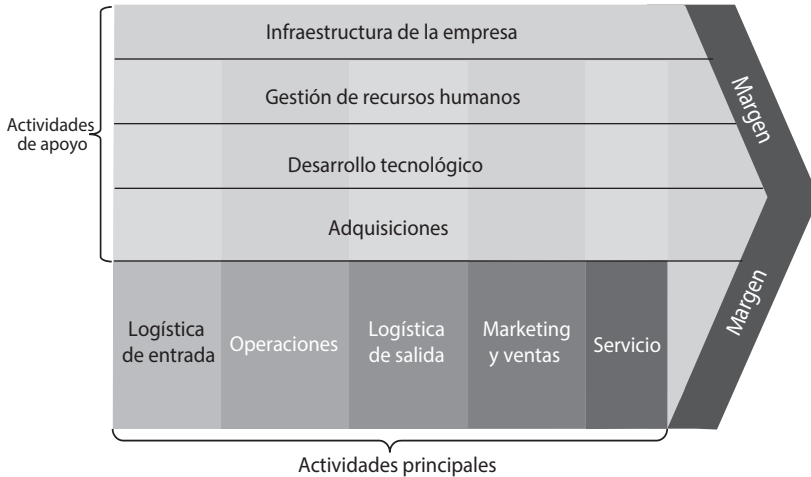 Infraestructura de la empresa
Gestión de recursos humanos
Desarrollo tecnológico
Adquisiciones
Actividades
de apoyo
Margen
Margen
Logística
de entrada
Operaciones
Logística
de salida
Marketing
y ventas
Servicio
Actividades principales